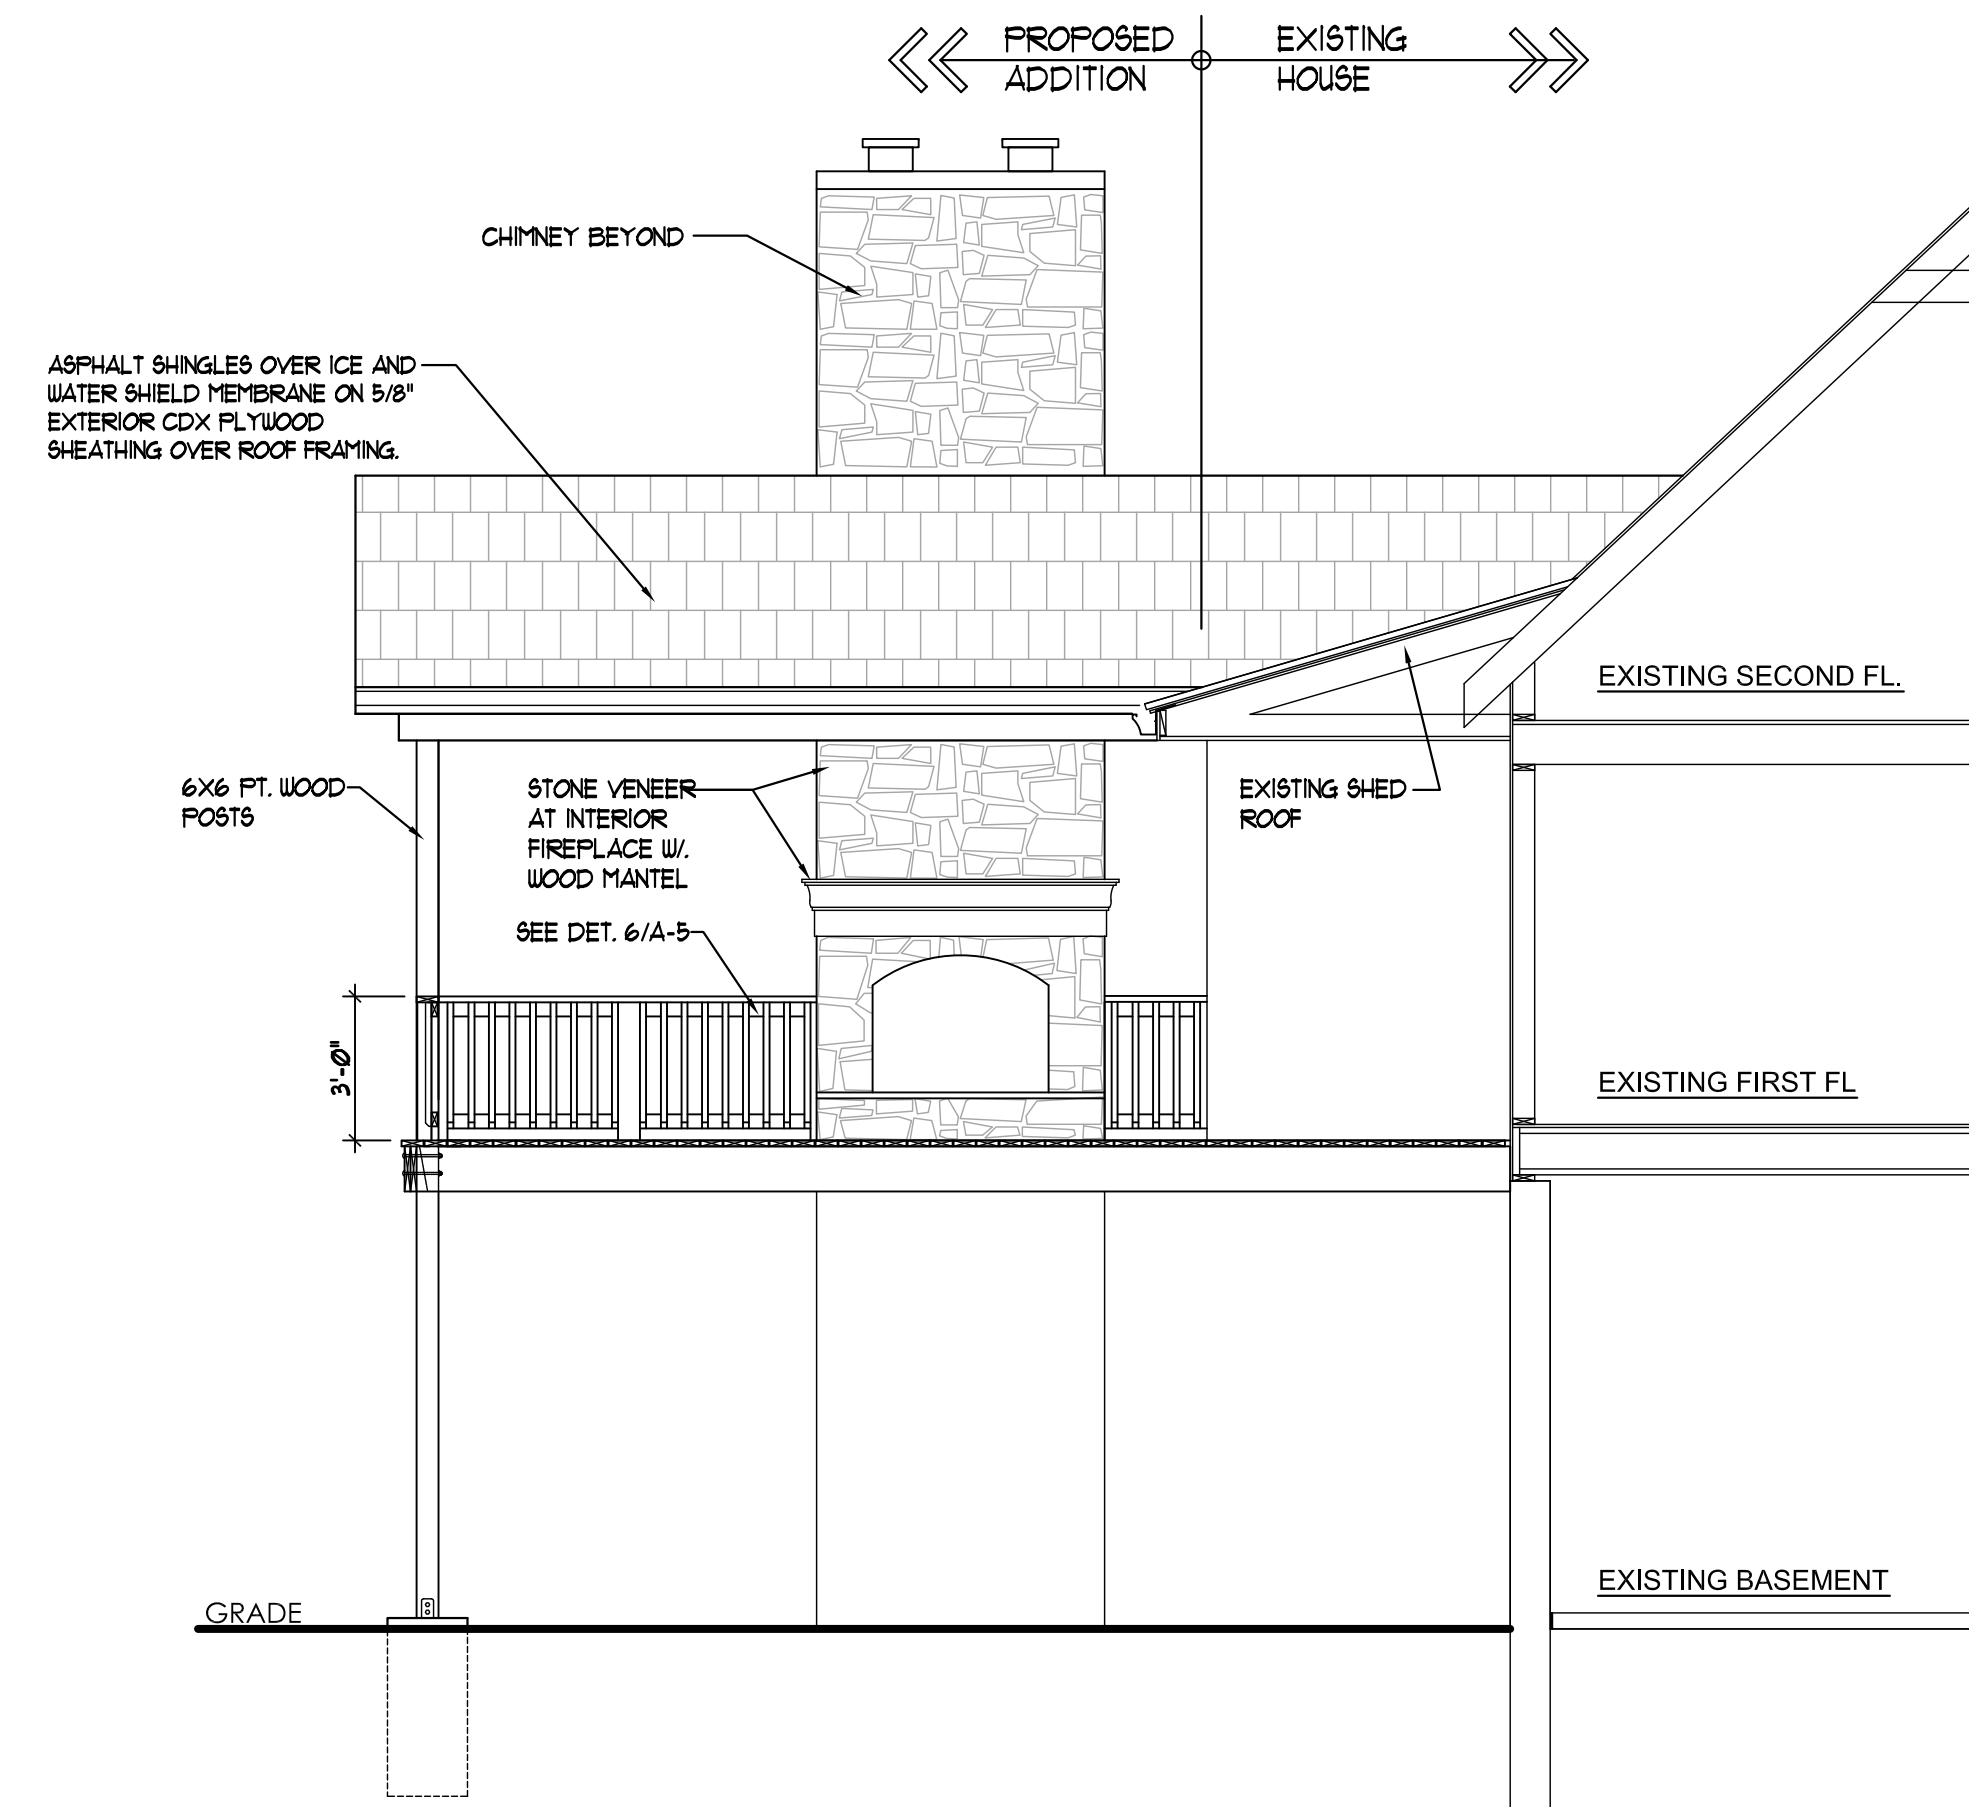 PROPOSED
ADDITION
EXISTING
HOUSE
CHIMNEY BEYOND
ASPHALT SHINGLES OVER ICE AND
WATER SHIELD MEMBRANE ON 5/8"
EXTERIOR CDX PLYWOOD
SHEATHING OVER ROOF FRAMING.
EXISTING SECOND FL.
6X6 PT. WOOD
POSTS
STONE VENEER
AT INTERIOR
FIREPLACE W/.
WOOD MANTEL
EXISTING SHED
ROOF
SEE DET. 6/A-5
3'-0"
EXISTING FIRST FL
EXISTING BASEMENT
GRADE